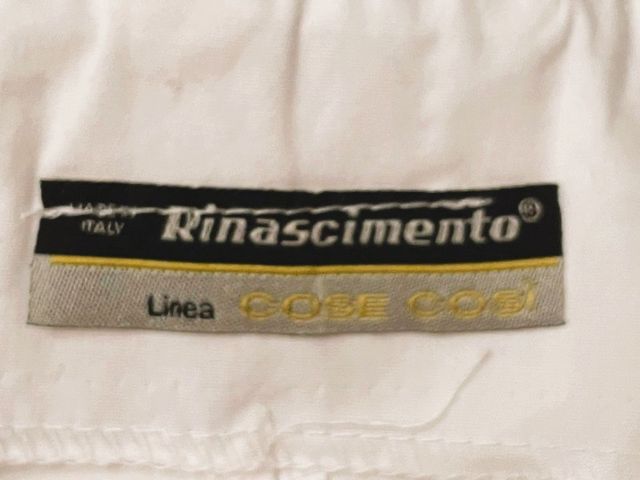 MADE IN
ITALY
Rinascimento®
Linea COSE COSÌ